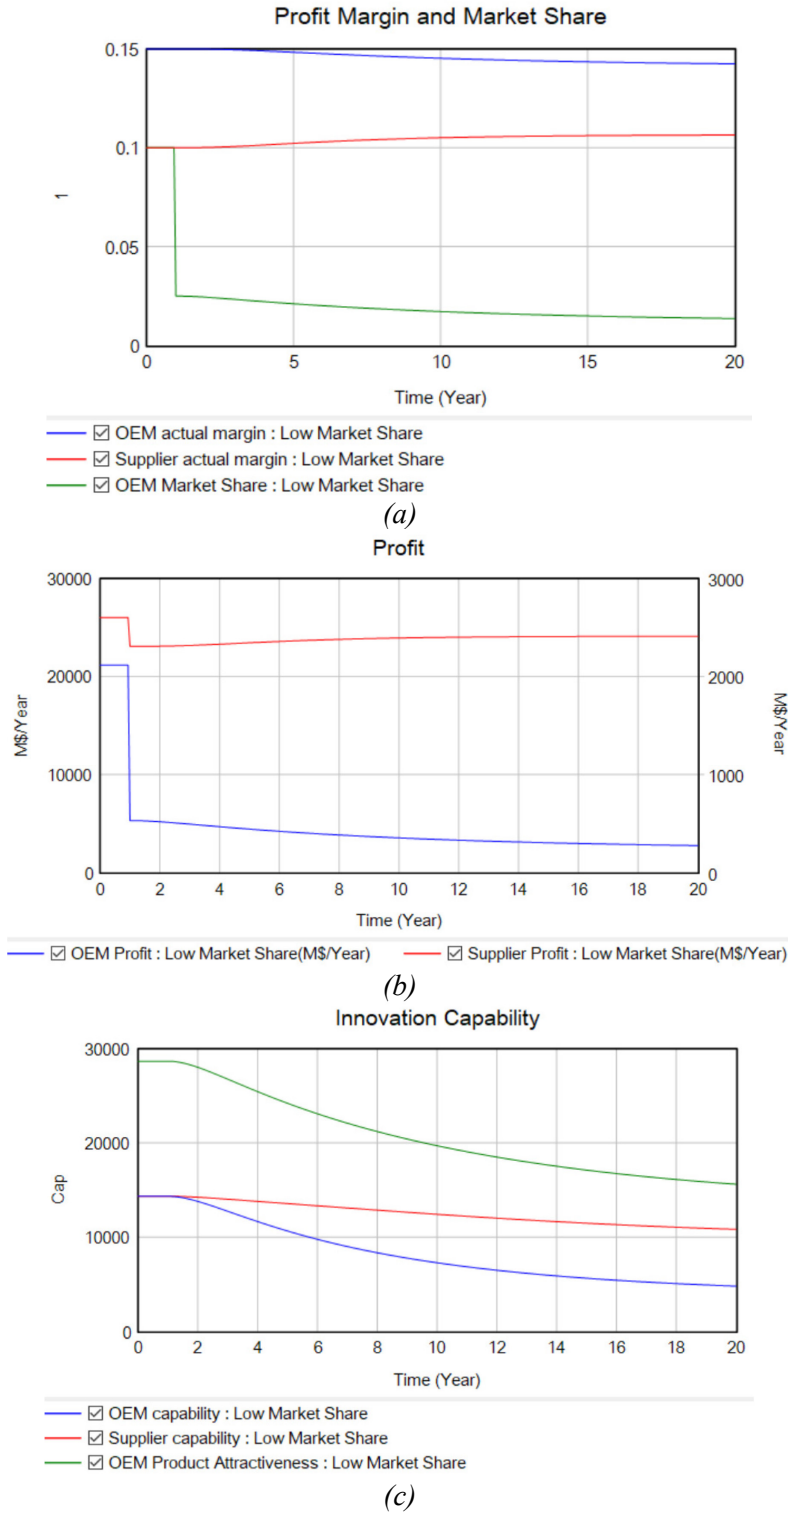 Profit Margin and Market Share
0.15
0.1
0.05
0
1
0 5 10 15 20
Time (Year)
OEM actual margin : Low Market Share
Supplier actual margin : Low Market Share
OEM Market Share : Low Market Share
(a)
Profit
30000
20000
10000
0
M$/Year
3000
2000
1000
0
M$/Year
0 2 4 6 8 10 12 14 16 18 20
Time (Year)
OEM Profit : Low Market Share(M$/Year) Supplier Profit : Low Market Share(M$/Year)
(b)
Innovation Capability
30000
20000
10000
0
Cap
0 2 4 6 8 10 12 14 16 18 20
Time (Year)
OEM capability : Low Market Share
Supplier capability : Low Market Share
OEM Product Attractiveness : Low Market Share
(c)